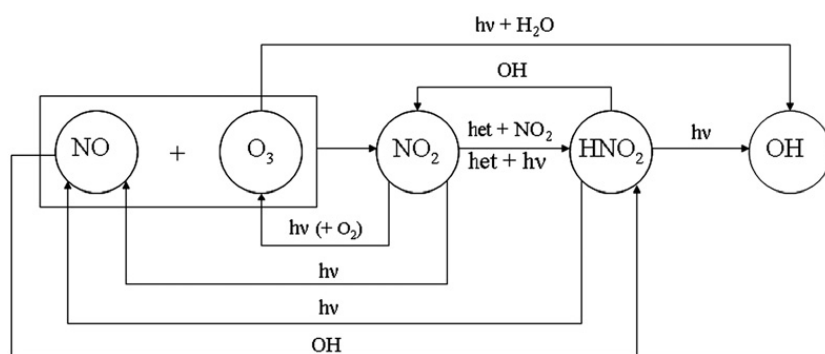 hν + H₂O
OH
NO + O₃
NO₂
het + NO₂
het + hν
HNO₂
hν
OH
hν (+ O₂)
hν
hν
OH